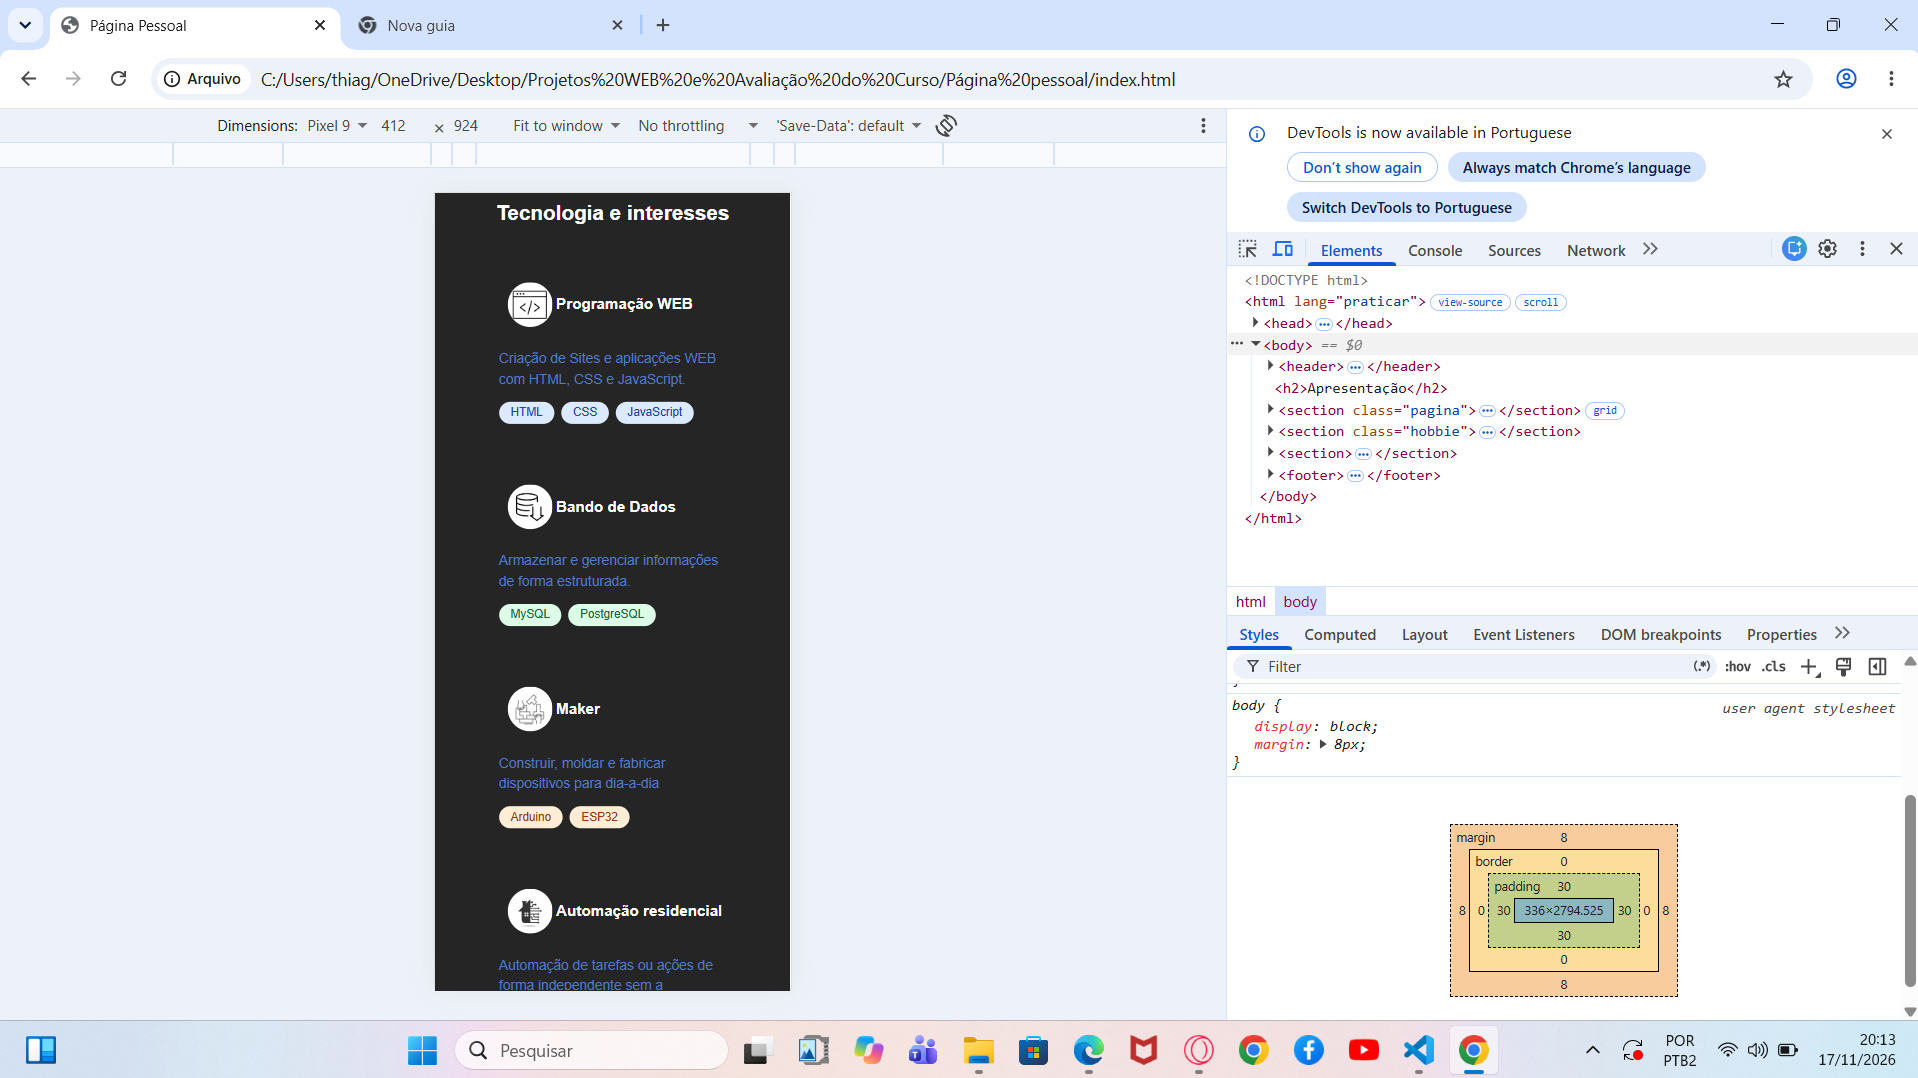 Página Pessoal
Nova guia
Arquivo C:/Users/thiag/OneDrive/Desktop/Projetos%20WEB%20e%20Avaliação%20do%20Curso/Página%20pessoal/index.html
Dimensions: Pixel 9 412 × 924 Fit to window No throttling 'Save-Data': default
Tecnologia e interesses
Programação WEB
Criação de Sites e aplicações WEB
com HTML, CSS e JavaScript.
HTML CSS JavaScript
Bando de Dados
Armazenar e gerenciar informações
de forma estruturada.
MySQL PostgreSQL
Maker
Construir, moldar e fabricar
dispositivos para dia-a-dia
Arduino ESP32
Automação residencial
Automação de tarefas ou ações de
forma independente sem a
DevTools is now available in Portuguese
Don't show again Always match Chrome's language
Switch DevTools to Portuguese
Elements Console Sources Network
<!DOCTYPE html>
<html lang="praticar"> view-source scroll
<head> ••• </head>
••• <body> == $0
<header> ••• </header>
<h2>Apresentação</h2>
<section class="pagina"> ••• </section> grid
<section class="hobbie"> ••• </section>
<section> ••• </section>
<footer> ••• </footer>
</body>
</html>
html body
Styles Computed Layout Event Listeners DOM breakpoints Properties
Filter (.*) :hov .cls
body { user agent stylesheet
display: block;
margin: 8px;
}
margin 8
border 0
padding 30
8 0 30 336×2794.525 30 0 8
30
0
8
Pesquisar
POR
PTB2
20:13
17/11/2026